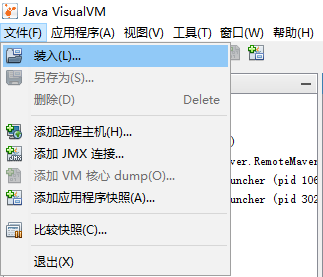 Java VisualVM
文件(F) 应用程序(A) 视图(V) 工具(T) 窗口(W) 帮助(H)
装入(L)...
另存为(S)...
删除(D) Delete
)
aver.RemoteMaver
添加远程主机(H)...
添加 JMX 连接...
uncher (pid 106
添加 VM 核心 dump(O)...
uncher (pid 302
添加应用程序快照(A)...
比较快照(C)...
退出(X)